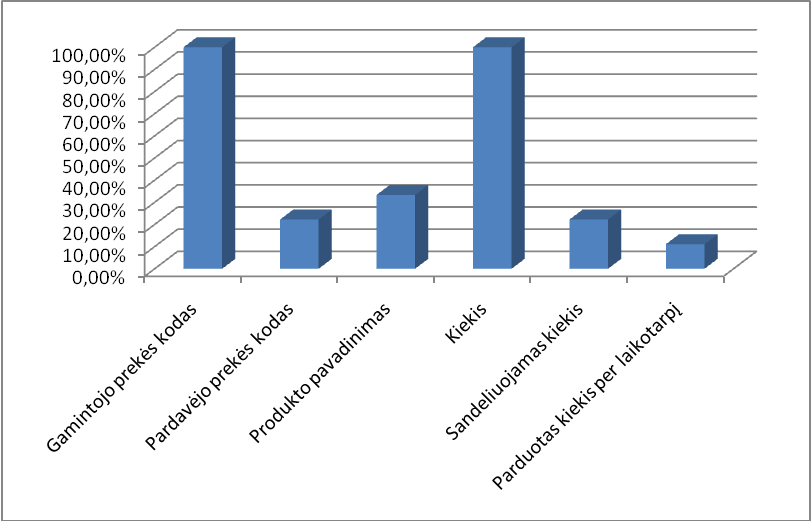 100,00%
90,00%
80,00%
70,00%
60,00%
50,00%
40,00%
30,00%
20,00%
10,00%
0,00%
Gamintojo prekės kodas
Pardavėjo prekės kodas
Produkto pavadinimas
Kiekis
Sandeliuojamas kiekis
Parduotas kiekis per laikotarpį